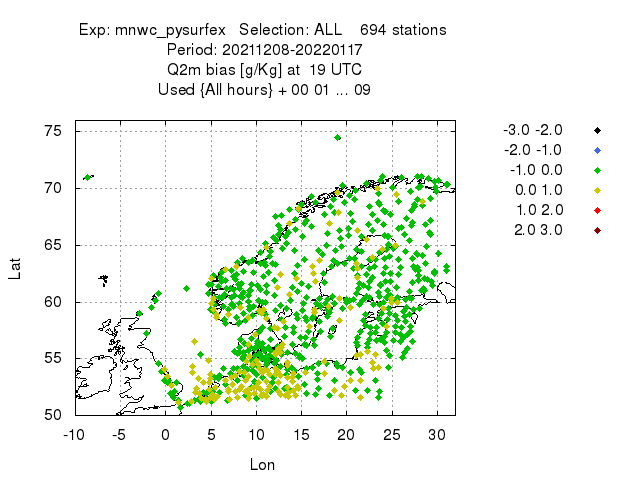 Exp: mnwc_pysurfex   Selection: ALL    694 stations
Period: 20211208-20220117
Q2m bias [g/Kg] at  19 UTC
Used {All hours} + 00 01 ... 09
-3.0 -2.0
-2.0 -1.0
-1.0 0.0
0.0 1.0
1.0 2.0
2.0 3.0
Lat
75
70
65
60
55
50
-10 -5 0 5 10 15 20 25 30
Lon